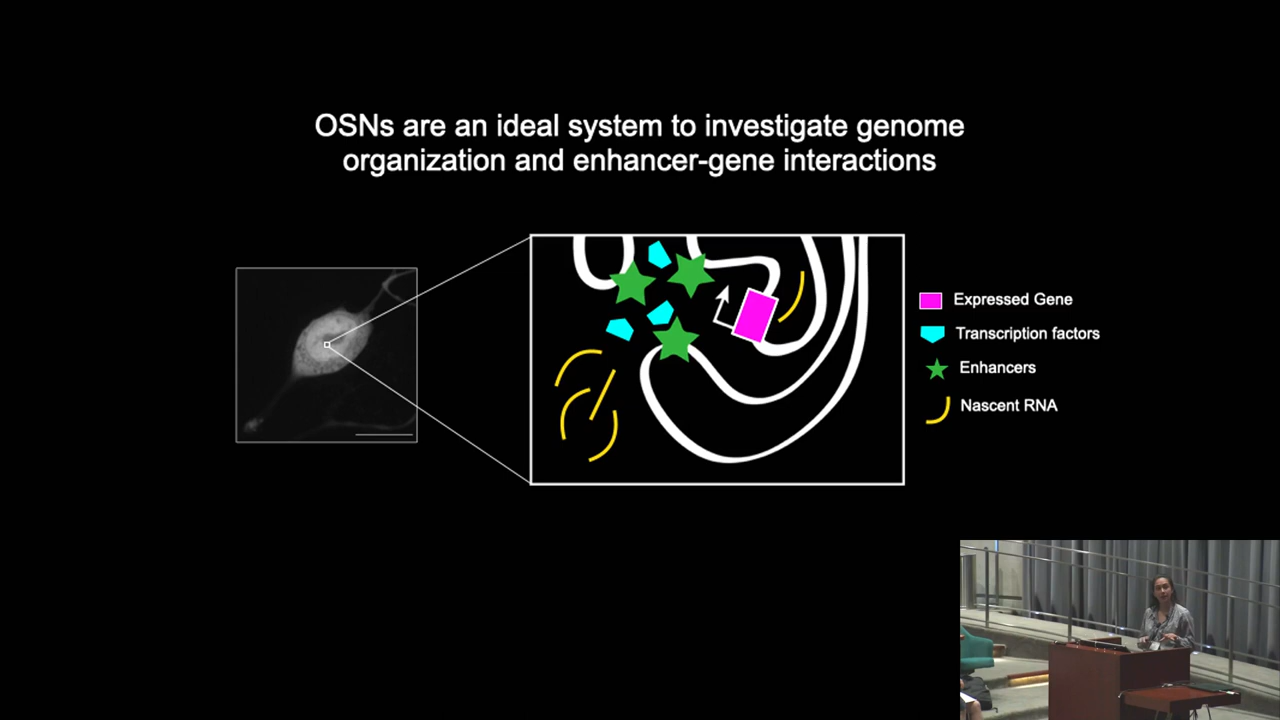 OSNs are an ideal system to investigate genome
organization and enhancer-gene interactions
Expressed Gene
Transcription factors
Enhancers
Nascent RNA